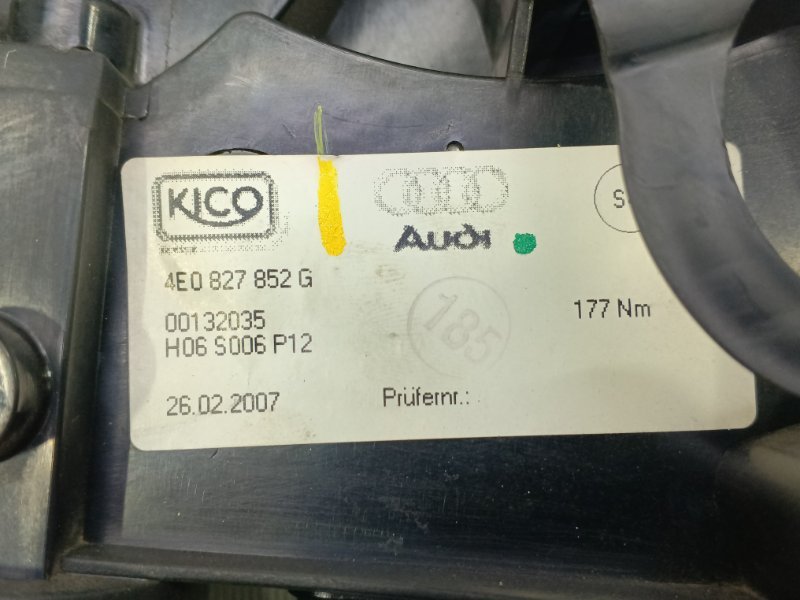 KICO
Audi
4E0 827 852 G
00132035
H06 S006 P12
185
177 Nm
26.02.2007
Prüfernr.: